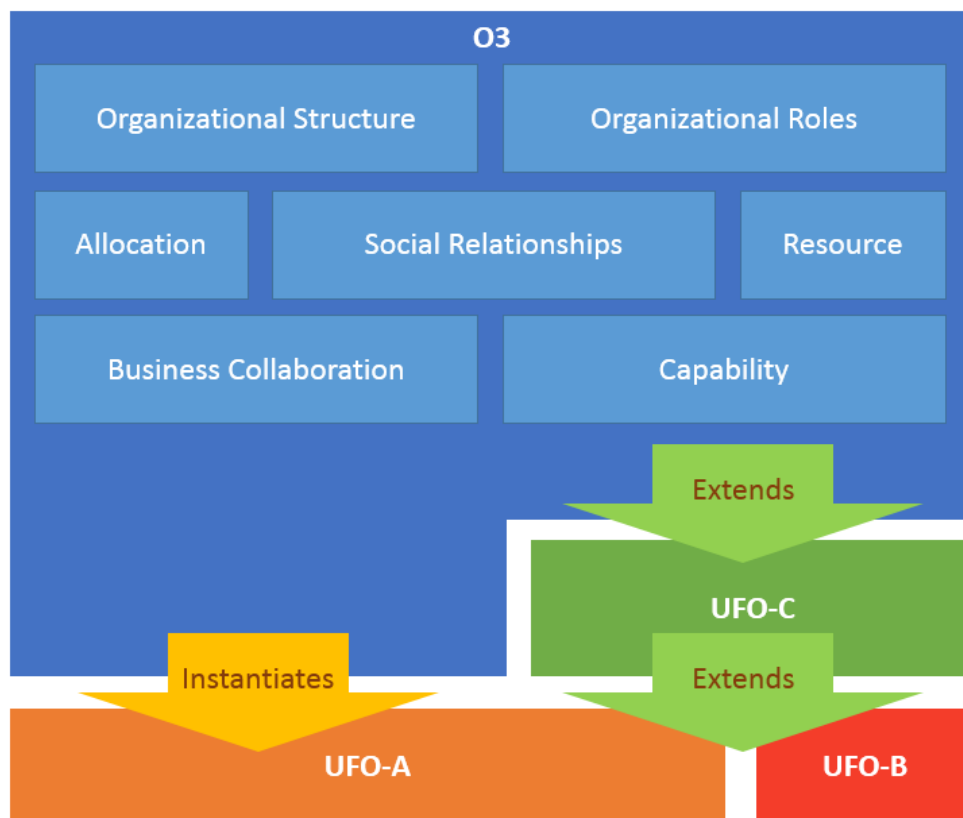 O3
Organizational Structure
Organizational Roles
Allocation
Social Relationships
Resource
Business Collaboration
Capability
Extends
UFO-C
Instantiates
Extends
UFO-A
UFO-B